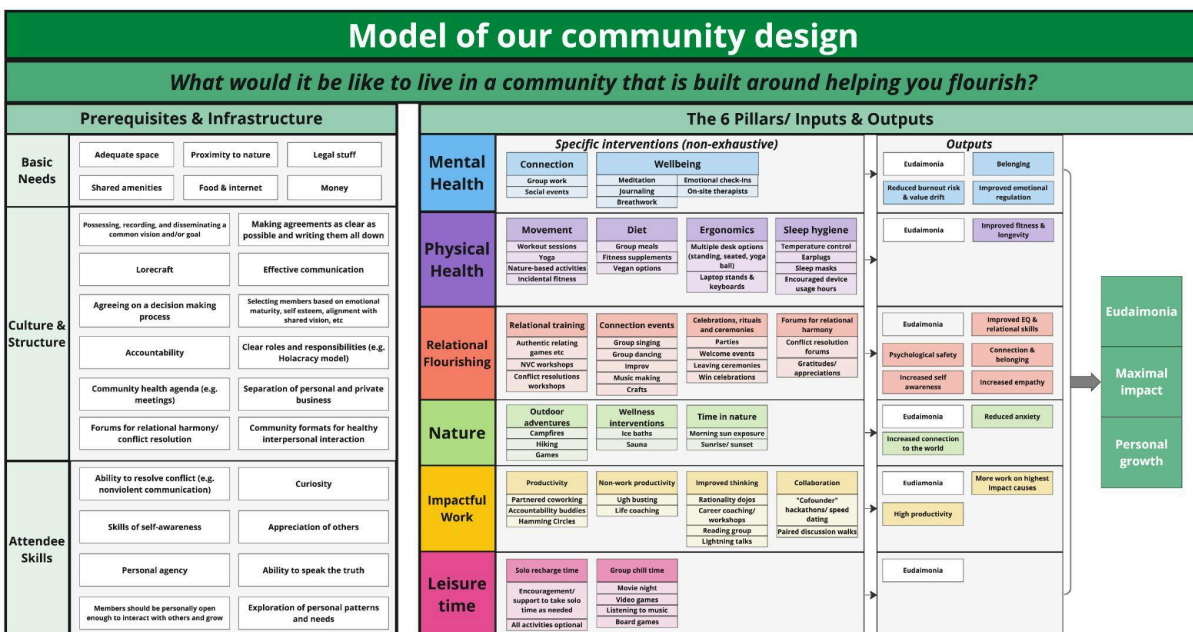 Model of our community design
What would it be like to live in a community that is built around helping you flourish?
Prerequisites & Infrastructure
Basic
Needs
Adequate space
Proximity to nature
Legal stuff
Shared amenities
Food & internet
Money
Culture &
Structure
Possessing, recording, and disseminating a
common vision and/or goal
Making agreements as clear as
possible and writing them all down
Lorecraft
Effective communication
Agreeing on a decision making
process
Selecting members based on emotional
maturity, self esteem, alignment with
shared vision, etc
Accountability
Clear roles and responsibilities (e.g.
Holacracy model)
Community health agenda (e.g.
meetings)
Separation of personal and private
business
Forums for relational harmony/
conflict resolution
Community formats for healthy
interpersonal interaction
Attendee
Skills
Ability to resolve conflict (e.g.
nonviolent communication)
Curiosity
Skills of self-awareness
Appreciation of others
Personal agency
Ability to speak the truth
Members should be personally open
enough to interact with others and grow
Exploration of personal patterns
and needs
The 6 Pillars/ Inputs & Outputs
Specific interventions (non-exhaustive)
Outputs
Mental
Health
Connection
Group work
Social events
Wellbeing
Meditation
Journaling
Breathwork
Emotional check-ins
On-site therapists
Eudaimonia
Belonging
Reduced burnout risk
& value drift
Improved emotional
regulation
Physical
Health
Movement
Workout sessions
Yoga
Nature-based activities
Incidental fitness
Diet
Group meals
Fitness supplements
Vegan options
Ergonomics
Multiple desk options
(standing, seated, yoga
ball)
Laptop stands &
keyboards
Sleep hygiene
Temperature control
Earplugs
Sleep masks
Encouraged device
usage hours
Eudaimonia
Improved fitness &
longevity
Relational
Flourishing
Relational training
Authentic relating
games etc
NVC workshops
Conflict resolutions
workshops
Connection events
Group singing
Group dancing
Improv
Music making
Crafts
Celebrations, rituals
and ceremonies
Parties
Welcome events
Leaving ceremonies
Win celebrations
Forums for relational
harmony
Conflict resolution
forums
Gratitudes/
appreciations
Eudaimonia
Improved EQ &
relational skills
Psychological safety
Connection &
belonging
Increased self
awareness
Increased empathy
Nature
Outdoor
adventures
Campfires
Hiking
Games
Wellness
interventions
Ice baths
Sauna
Time in nature
Morning sun exposure
Sunrise/ sunset
Eudaimonia
Reduced anxiety
Increased connection
to the world
Impactful
Work
Productivity
Partnered coworking
Accountability buddies
Hamming Circles
Non-work productivity
Ugh busting
Life coaching
Improved thinking
Rationality dojos
Career coaching/
workshops
Reading group
Lightning talks
Collaboration
"Cofounder"
hackathons/ speed
dating
Paired discussion walks
Eudiamonia
More work on highest
impact causes
High productivity
Leisure
time
Solo recharge time
Encouragement/
support to take solo
time as needed
All activities optional
Group chill time
Movie night
Video games
Listening to music
Board games
Eudaimonia
Eudaimonia
Maximal
impact
Personal
growth